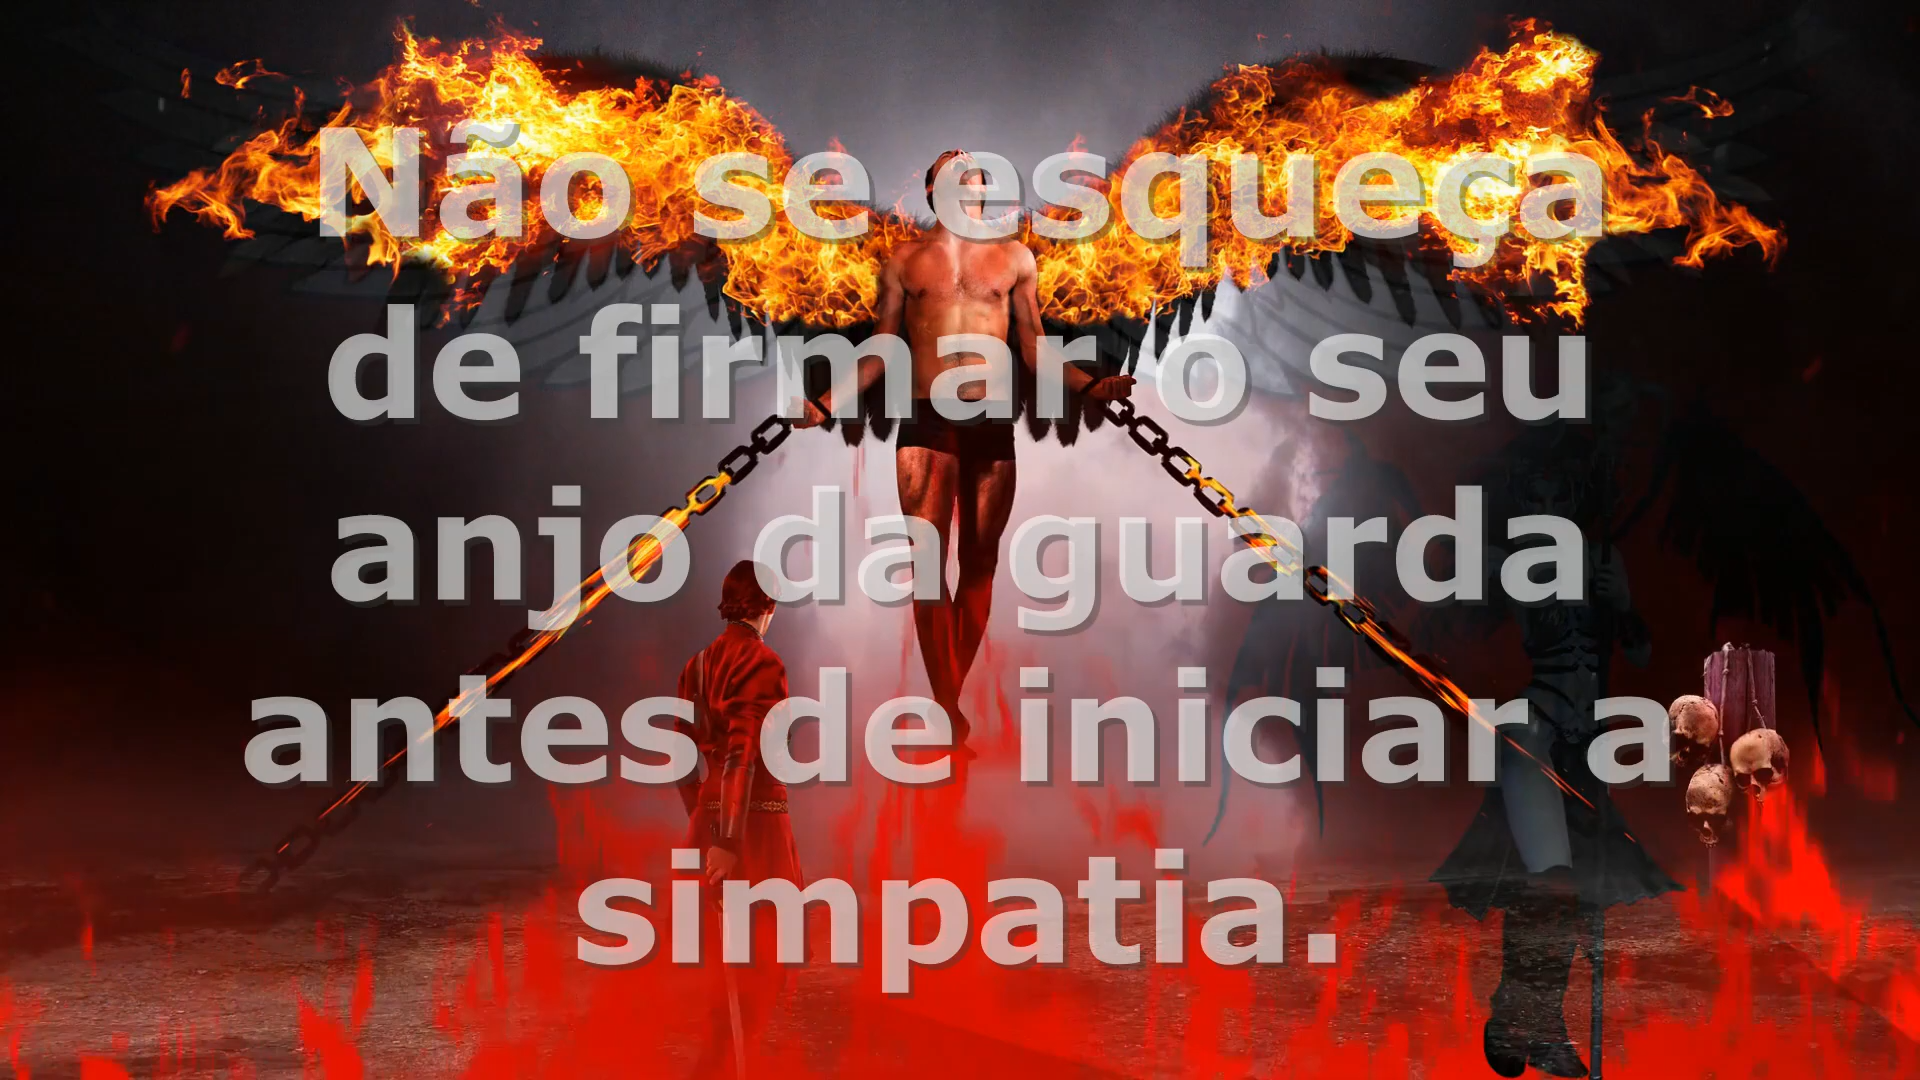 Não se esqueça
de firmar o seu
anjo da guarda
antes de iniciar a
simpatia.